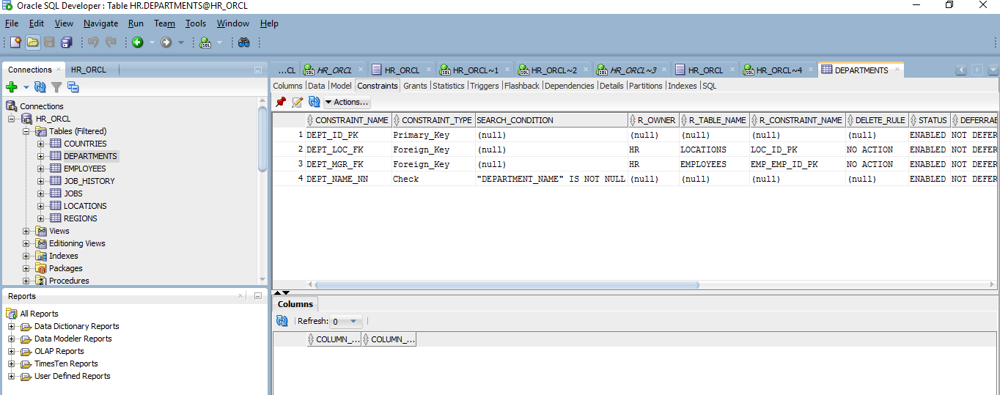 Oracle SQL Developer : Table HR.DEPARTMENTS@HR_ORCL
File Edit View Navigate Run Team Tools Window Help
Connections HR_ORCL
Connections
HR_ORCL
Tables (Filtered)
COUNTRIES
DEPARTMENTS
EMPLOYEES
JOB_HISTORY
JOBS
LOCATIONS
REGIONS
Views
Editioning Views
Indexes
Packages
Procedures
Reports
All Reports
Data Dictionary Reports
Data Modeler Reports
OLAP Reports
TimesTen Reports
User Defined Reports
...CL HR_ORCL HR_ORCL HR_ORCL~1 HR_ORCL~2 HR_ORCL~3 HR_ORCL HR_ORCL~4 DEPARTMENTS
Columns Data Model Constraints Grants Statistics Triggers Flashback Dependencies Details Partitions Indexes SQL
Actions...
CONSTRAINT_NAME CONSTRAINT_TYPE SEARCH_CONDITION R_OWNER R_TABLE_NAME R_CONSTRAINT_NAME DELETE_RULE STATUS DEFERRAB
1 DEPT_ID_PK Primary_Key (null) (null) (null) (null) (null) ENABLED NOT DEFER
2 DEPT_LOC_FK Foreign_Key (null) HR LOCATIONS LOC_ID_PK NO ACTION ENABLED NOT DEFER
3 DEPT_MGR_FK Foreign_Key (null) HR EMPLOYEES EMP_EMP_ID_PK NO ACTION ENABLED NOT DEFER
4 DEPT_NAME_NN Check "DEPARTMENT_NAME" IS NOT NULL (null) (null) (null) (null) ENABLED NOT DEFER
Columns
Refresh: 0
COLUMN_... COLUMN_...